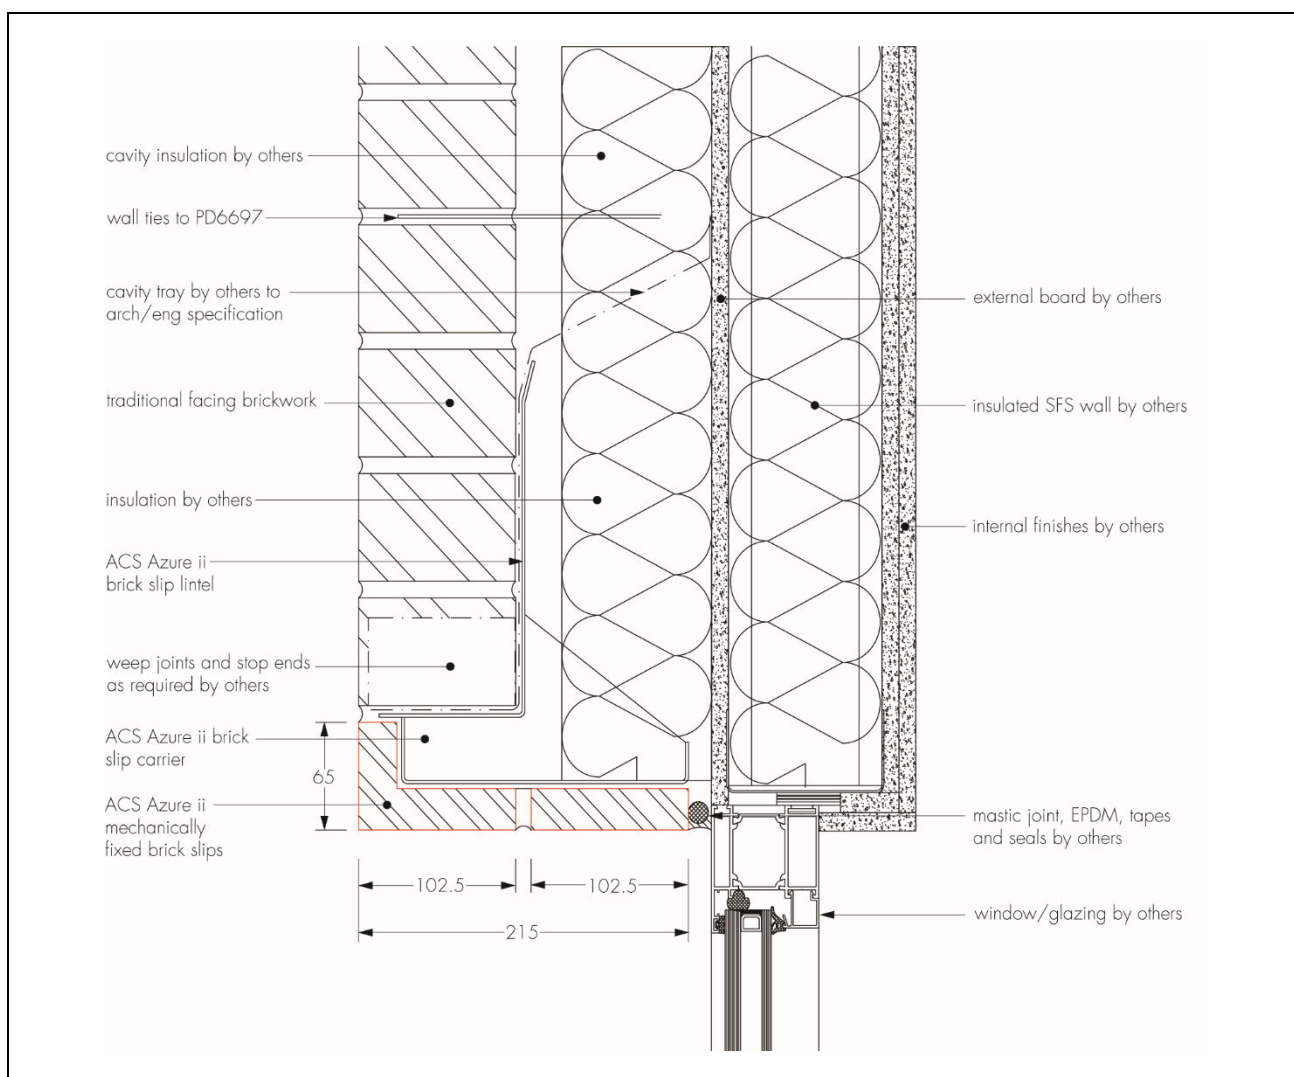 cavity insulation by others
wall ties to PD6697
cavity tray by others to
arch/eng specification
traditional facing brickwork
insulation by others
ACS Azure ii
brick slip lintel
weep joints and stop ends
as required by others
ACS Azure ii brick
slip carrier
65
ACS Azure ii
mechanically
fixed brick slips
102.5
102.5
215
external board by others
insulated SFS wall by others
internal finishes by others
mastic joint, EPDM, tapes
and seals by others
window/glazing by others